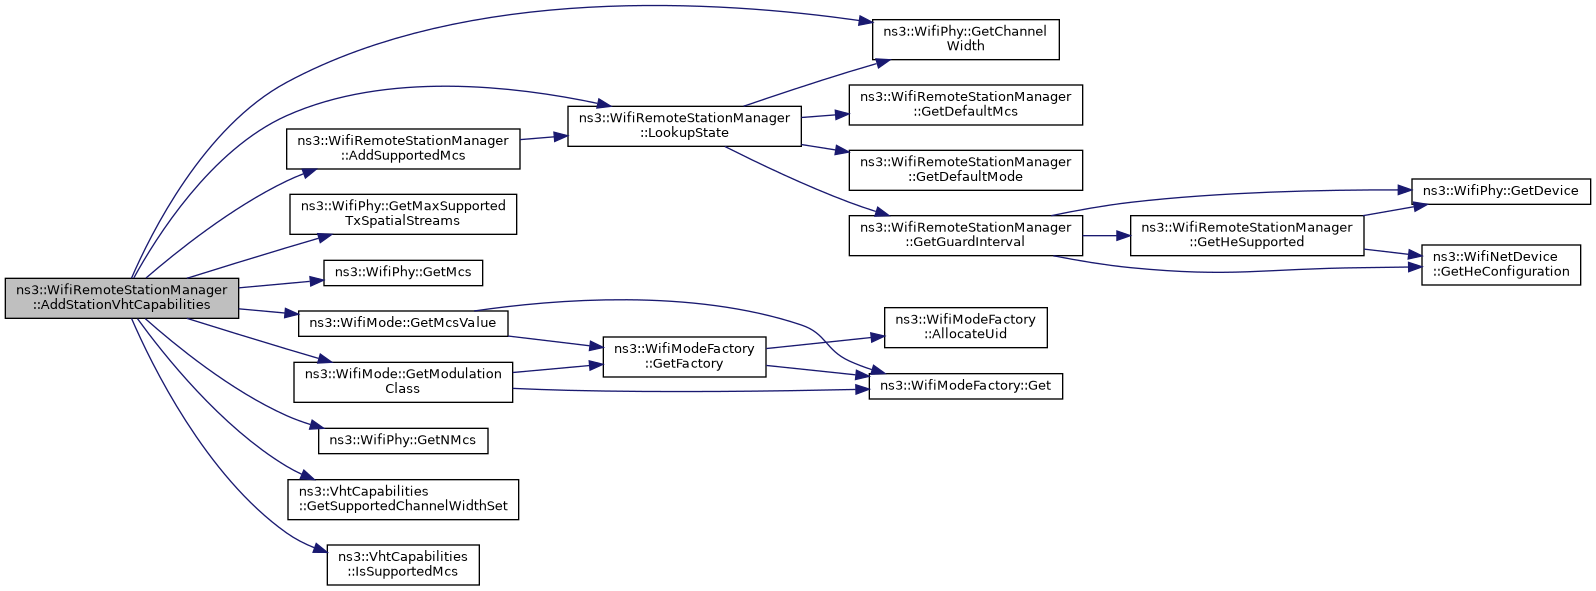 ns3::WifiRemoteStationManager
::AddStationVhtCapabilities
ns3::WifiPhy::GetChannel
Width
ns3::WifiRemoteStationManager
::LookupState
ns3::WifiRemoteStationManager
::GetDefaultMcs
ns3::WifiRemoteStationManager
::GetDefaultMode
ns3::WifiRemoteStationManager
::GetGuardInterval
ns3::WifiRemoteStationManager
::GetHeSupported
ns3::WifiPhy::GetDevice
ns3::WifiNetDevice
::GetHeConfiguration
ns3::WifiRemoteStationManager
::AddSupportedMcs
ns3::WifiPhy::GetMaxSupported
TxSpatialStreams
ns3::WifiPhy::GetMcs
ns3::WifiMode::GetMcsValue
ns3::WifiModeFactory
::GetFactory
ns3::WifiModeFactory
::AllocateUid
ns3::WifiModeFactory::Get
ns3::WifiMode::GetModulation
Class
ns3::WifiPhy::GetNMcs
ns3::VhtCapabilities
::GetSupportedChannelWidthSet
ns3::VhtCapabilities
::IsSupportedMcs